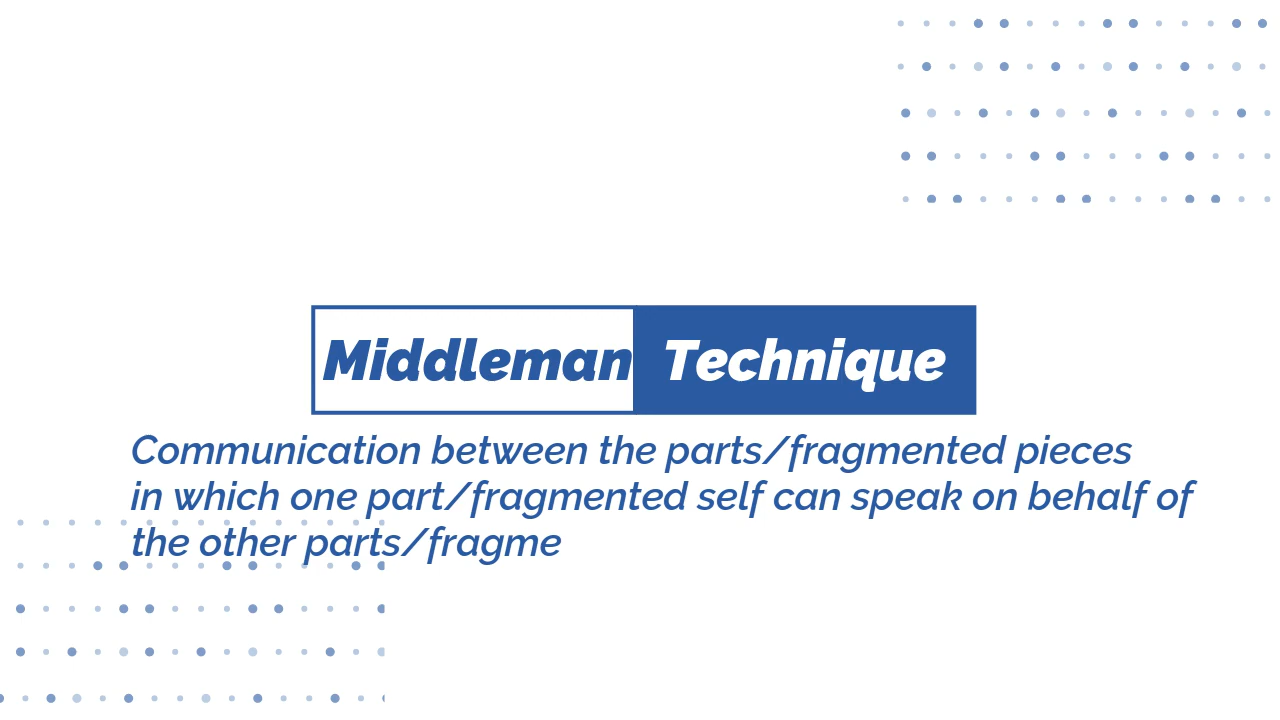 Middleman Technique
Communication between the parts/fragmented pieces
in which one part/fragmented self can speak on behalf of
the other parts/fragme